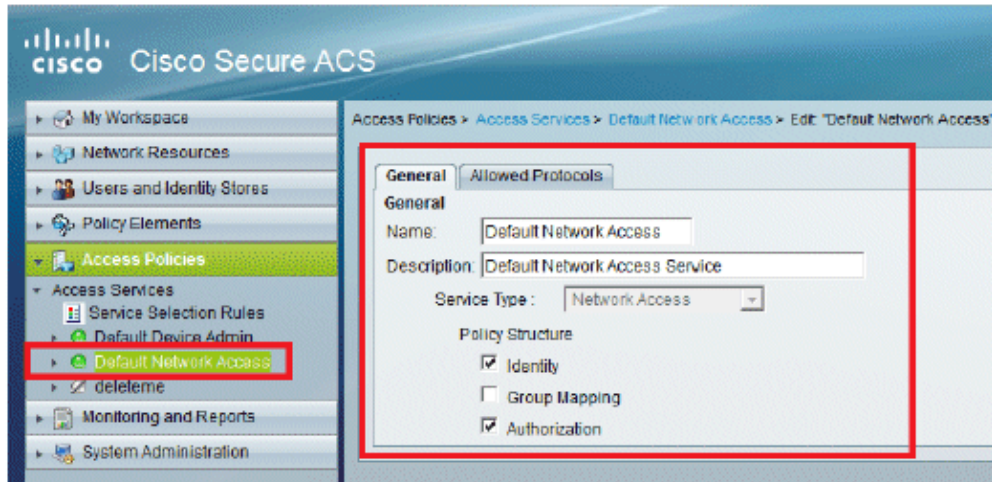 CISCO Cisco Secure ACS
My Workspace
Network Resources
Users and Identity Stores
Policy Elements
Access Policies
Access Services
Service Selection Rules
Default Device Admin
Default Network Access
deleteme
Monitoring and Reports
System Administration
Access Policies > Access Services > Default Network Access > Edit: "Default Network Access"
General Allowed Protocols
General
Name: Default Network Access
Description: Default Network Access Service
Service Type : Network Access
Policy Structure
Identity
Group Mapping
Authorization